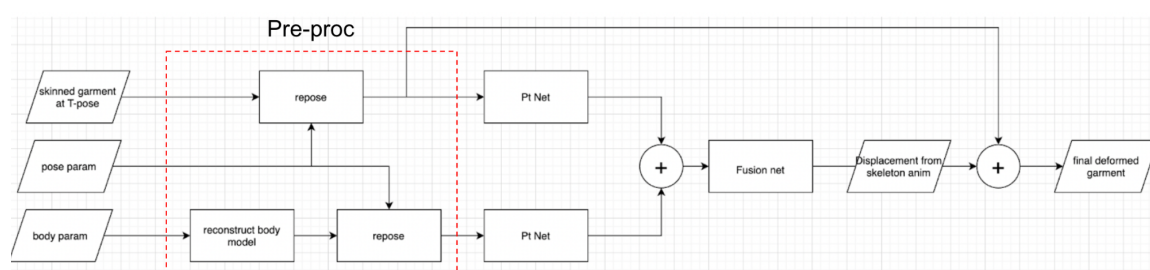 Pre-proc
skinned garment
at T-pose
repose
Pt Net
pose param
+
Fusion net
Displacement from
skeleton anim
+
final deformed
garment
body param
reconstruct body
model
repose
Pt Net